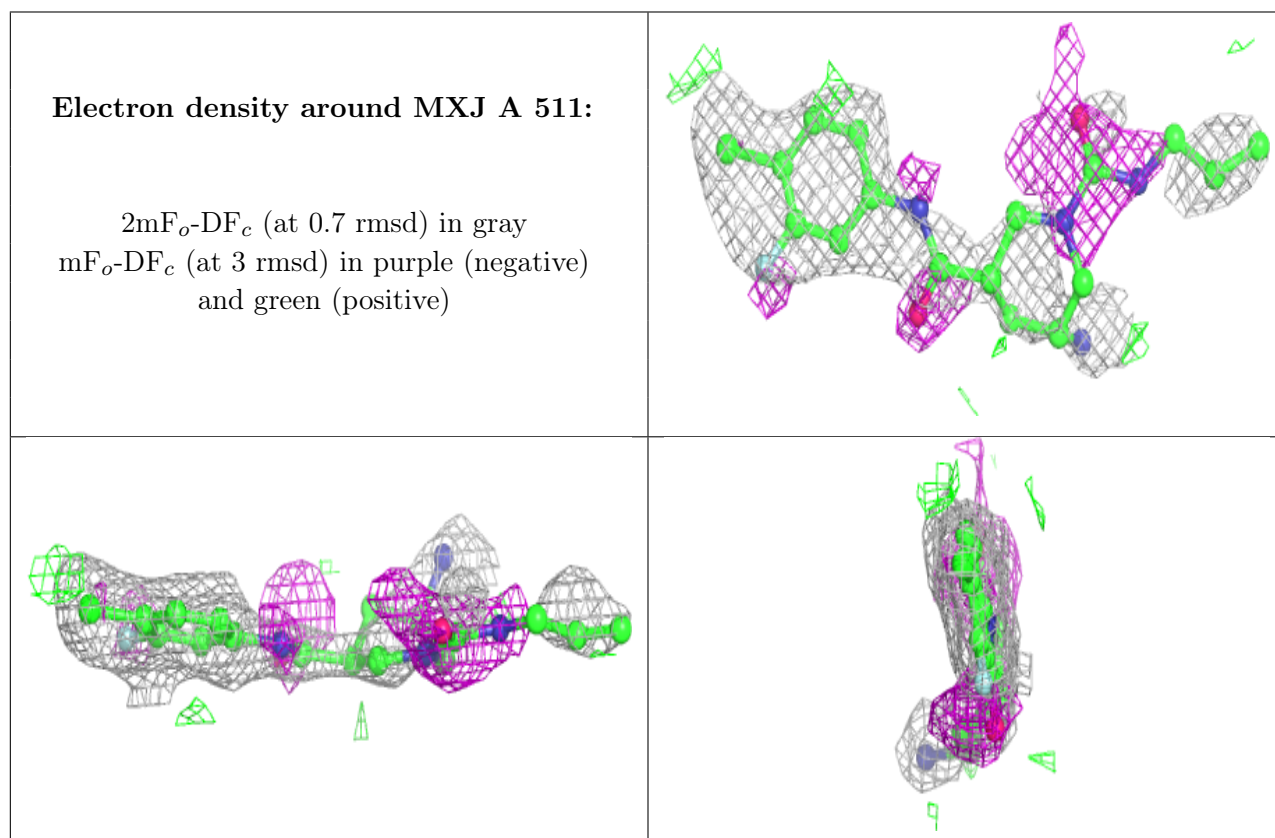 Electron density around MXJ A 511:
2mFo-DFc (at 0.7 rmsd) in gray
mFo-DFc (at 3 rmsd) in purple (negative)
and green (positive)